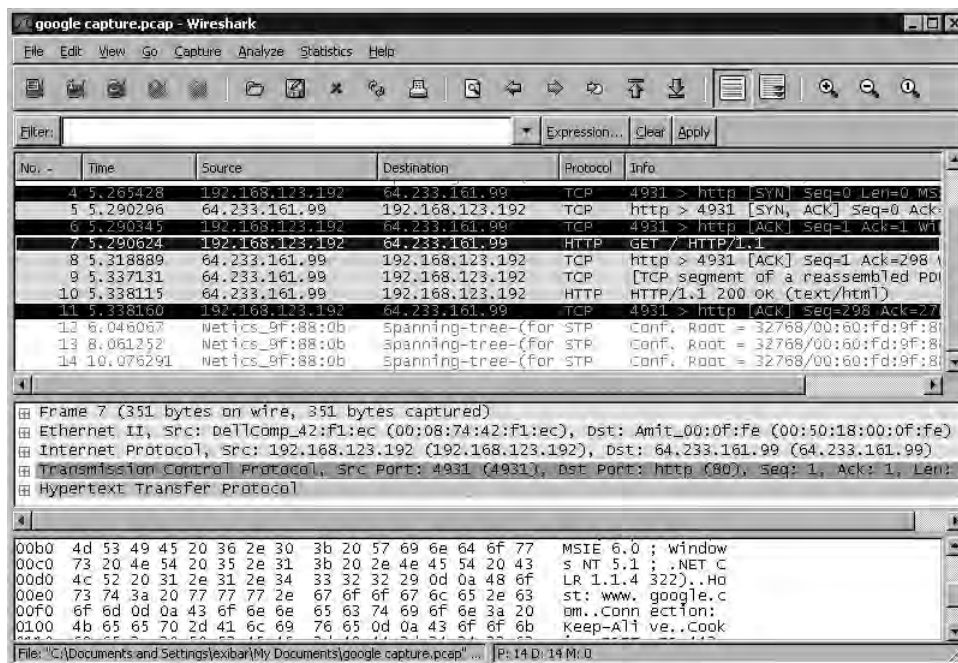 google capture.pcap - Wireshark
File Edit View Go Capture Analyze Statistics Help
Filter: Expression... Clear Apply
No. - Time Source Destination Protocol Info
4 5.265428 192.168.123.192 64.233.161.99 TCP 4931 > http [SYN] Seq=0 Len=0 MS
5 5.290296 64.233.161.99 192.168.123.192 TCP http > 4931 [SYN, ACK] Seq=0 Ack
6 5.290345 192.168.123.192 64.233.161.99 TCP 4931 > http [ACK] Seq=1 Ack=1 Wi
7 5.290624 192.168.123.192 64.233.161.99 HTTP GET / HTTP/1.1
8 5.318889 64.233.161.99 192.168.123.192 TCP http > 4931 [ACK] Seq=1 Ack=298
9 5.337131 64.233.161.99 192.168.123.192 TCP [TCP segment of a reassembled PD
10 5.338115 64.233.161.99 192.168.123.192 HTTP HTTP/1.1 200 OK (text/html)
11 5.338160 192.168.123.192 64.233.161.99 TCP 4931 > http [ACK] Seq=298 Ack=27
12 6.046067 Netics_9f:88:0b Spanning-tree-(for STP Conf. Root = 32768/00:60:fd:9f:8
13 8.061252 Netics_9f:88:0b Spanning-tree-(for STP Conf. Root = 32768/00:60:fd:9f:8
14 10.076291 Netics_9f:88:0b Spanning-tree-(for STP Conf. Root = 32768/00:60:fd:9f:8
Frame 7 (351 bytes on wire, 351 bytes captured)
Ethernet II, Src: DellComp_42:f1:ec (00:08:74:42:f1:ec), Dst: Amit_00:0f:fe (00:50:18:00:0f:fe)
Internet Protocol, Src: 192.168.123.192 (192.168.123.192), Dst: 64.233.161.99 (64.233.161.99)
Transmission Control Protocol, Src Port: 4931 (4931), Dst Port: http (80), Seq: 1, Ack: 1, Len:
Hypertext Transfer Protocol
00b0 4d 53 49 45 20 36 2e 30 3b 20 57 69 6e 64 6f 77 MSIE 6.0 ; Window
00c0 73 20 4e 54 20 35 2e 31 3b 20 2e 4e 45 54 20 43 s NT 5.1 ; .NET C
00d0 4c 52 20 31 2e 31 2e 34 33 32 32 29 0d 0a 48 6f LR 1.1.4 322)..Ho
00e0 73 74 3a 20 77 77 77 2e 67 6f 6f 67 6c 65 2e 63 st: www. google.c
00f0 6f 6d 0d 0a 43 6f 6e 6e 65 63 74 69 6f 6e 3a 20 om..Conn ection:
0100 4b 65 65 70 2d 41 6c 69 76 65 0d 0a 43 6f 6f 6b Keep-Ali ve..Cook
File: "C:\Documents and Settings\exibar\My Documents\google capture.pcap" ... P: 14 D: 14 M: 0